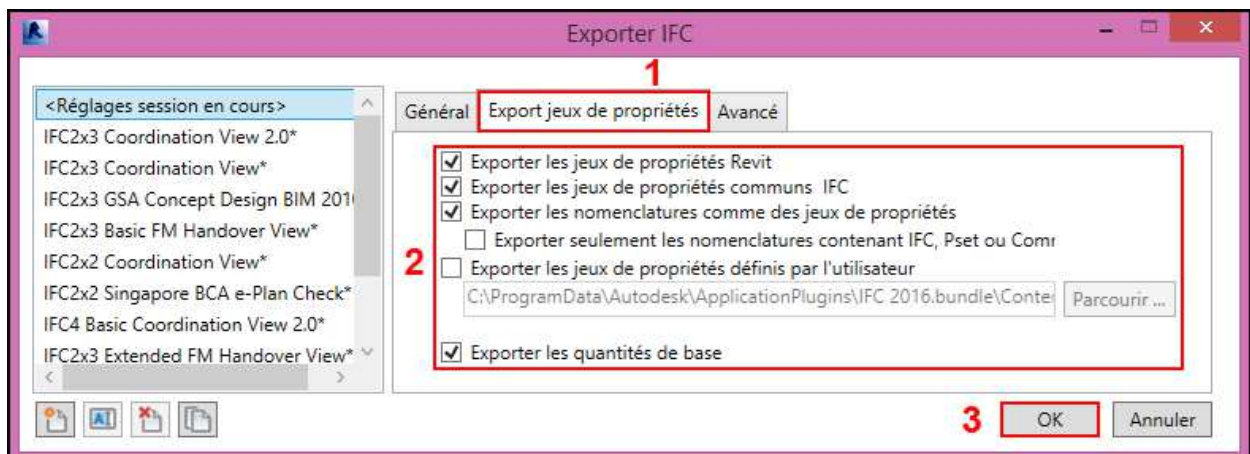 Exporter IFC
1
<Réglages session en cours>
IFC2x3 Coordination View 2.0*
IFC2x3 Coordination View*
IFC2x3 GSA Concept Design BIM 201
IFC2x3 Basic FM Handover View*
IFC2x2 Coordination View*
IFC2x2 Singapore BCA e-Plan Check*
IFC4 Basic Coordination View 2.0*
IFC2x3 Extended FM Handover View*
Général Export jeux de propriétés Avancé
2
Exporter les jeux de propriétés Revit
Exporter les jeux de propriétés communs IFC
Exporter les nomenclatures comme des jeux de propriétés
Exporter seulement les nomenclatures contenant IFC, Pset ou Com
Exporter les jeux de propriétés définis par l'utilisateur
C:\ProgramData\Autodesk\ApplicationPlugins\IFC 2016.bundle\Conte Parcourir ...
Exporter les quantités de base
3 OK Annuler